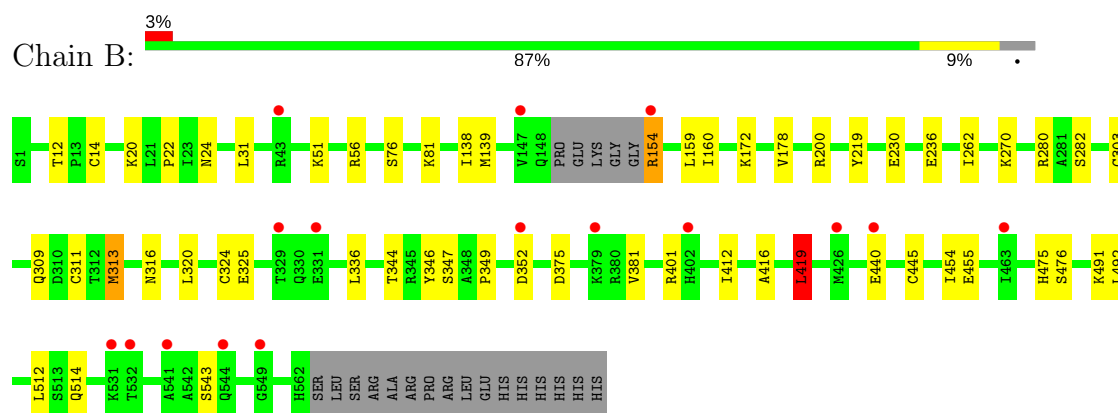 3%
Chain B:
87% 9% •
S1 T12 P13 C14 K20 L21 P22 I23 N24 L31 R43 K51 R56 S76 K81 I138 M139 V147 Q148 PRO GLU LYS GLY GLY R154 L159 I160 K172 V178 R200 Y219 E230 E236 I262 K270 R280 A281 S282 C303
Q309 D310 C311 T312 M313 N316 L320 C324 E325 T329 Q330 E331 L336 T344 R345 Y346 S347 A348 P349 D352 D375 K379 R380 V381 R401 H402 I412 A416 L419 M426 E440 C445 I454 E455 I463 H475 S476 K491 L492
L512 S513 Q514 K531 T532 A541 A542 S543 Q544 G549 H562 SER LEU SER ARG ALA ARG PRO ARG LEU GLU HIS HIS HIS HIS HIS HIS